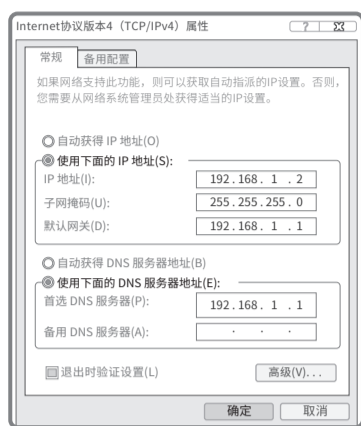 Internet协议版本4（TCP/IPv4）属性
? X
常规 备用配置
如果网络支持此功能，则可以获取自动指派的IP设置。否则，
您需要从网络系统管理员处获得适当的IP设置。
自动获得 IP 地址(O)
使用下面的 IP 地址(S):
IP 地址(I): 192.168. 1 . 2
子网掩码(U): 255.255.255. 0
默认网关(D): 192.168. 1 . 1
自动获得 DNS 服务器地址(B)
使用下面的 DNS 服务器地址(E):
首选 DNS 服务器(P): 192.168. 1 . 1
备用 DNS 服务器(A): . . .
退出时验证设置(L) 高级(V)...
确定 取消